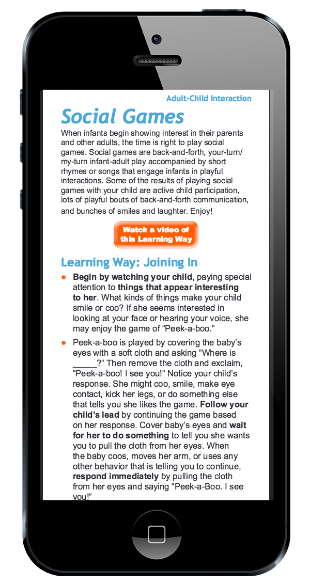 Adult-Child Interaction
Social Games
When infants begin showing interest in their parents
and other adults, the time is right to play social
games. Social games are back-and-forth, your-turn/
my-turn infant-adult play accompanied by short
rhymes or songs that engage infants in playful
interactions. Some of the results of playing social
games with your child are active child participation,
lots of playful bouts of back-and-forth communication,
and bunches of smiles and laughter. Enjoy!
Watch a video of
this Learning Way
Learning Way: Joining In
● Begin by watching your child, paying special
attention to things that appear interesting
to her. What kinds of things make your child
smile or coo? If she seems interested in
looking at your face or hearing your voice, she
may enjoy the game of “Peek-a-boo.”
● Peek-a-boo is played by covering the baby’s
eyes with a soft cloth and asking “Where is
_____?” Then remove the cloth and exclaim,
“Peek-a-boo! I see you!” Notice your child’s
response. She might coo, smile, make eye
contact, kick her legs, or do something else
that tells you she likes the game. Follow your
child’s lead by continuing the game based
on her response. Cover baby’s eyes and wait
for her to do something to tell you she wants
you to pull the cloth from her eyes. When
the baby coos, moves her arm, or uses any
other behavior that is telling you to continue,
respond immediately by pulling the cloth
from her eyes and saying “Peek-a-Boo. I see
you!”